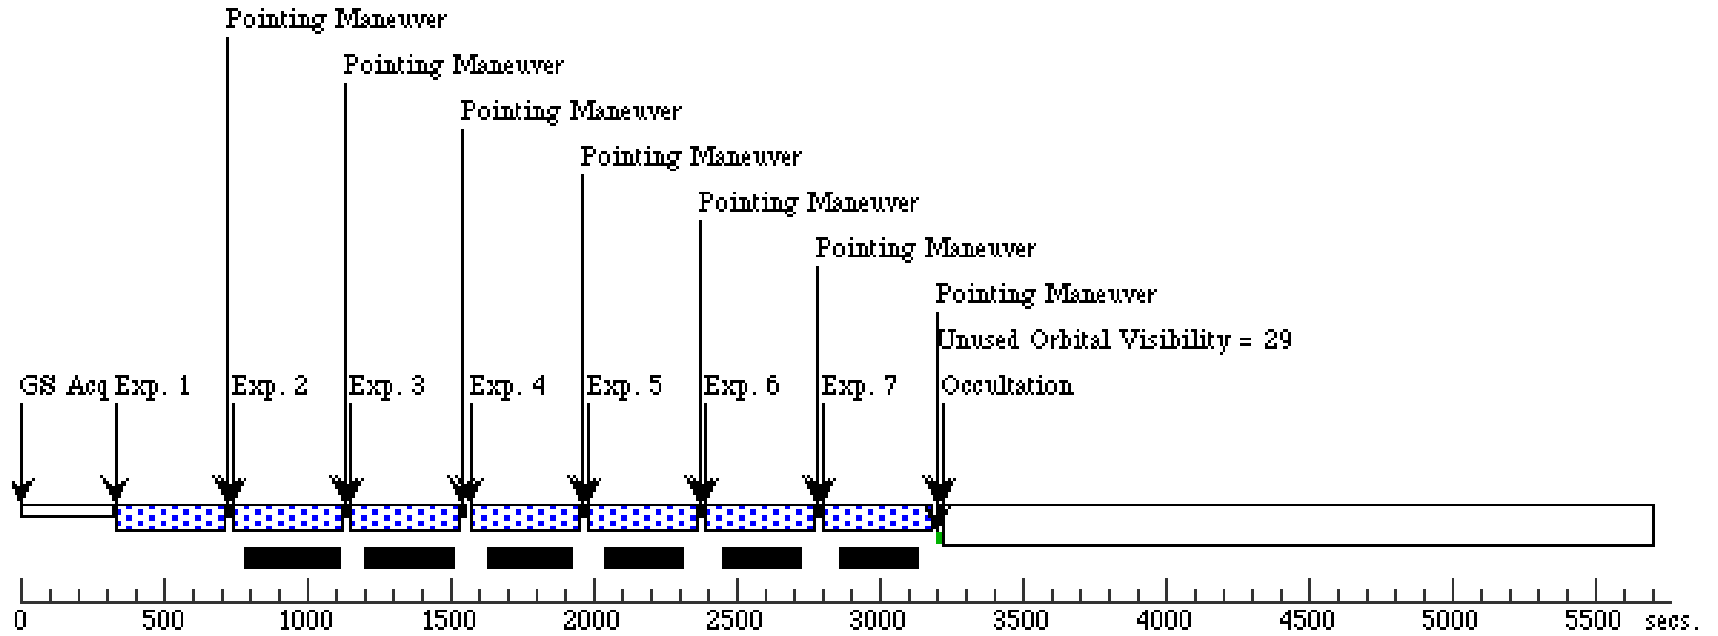 Pointing Maneuver
Pointing Maneuver
Pointing Maneuver
Pointing Maneuver
Pointing Maneuver
Pointing Maneuver
Pointing Maneuver
Unused Orbital Visibility = 29
GS Acq Exp. 1 Exp. 2 Exp. 3 Exp. 4 Exp. 5 Exp. 6 Exp. 7 Occultation
0 500 1000 1500 2000 2500 3000 3500 4000 4500 5000 5500 secs.